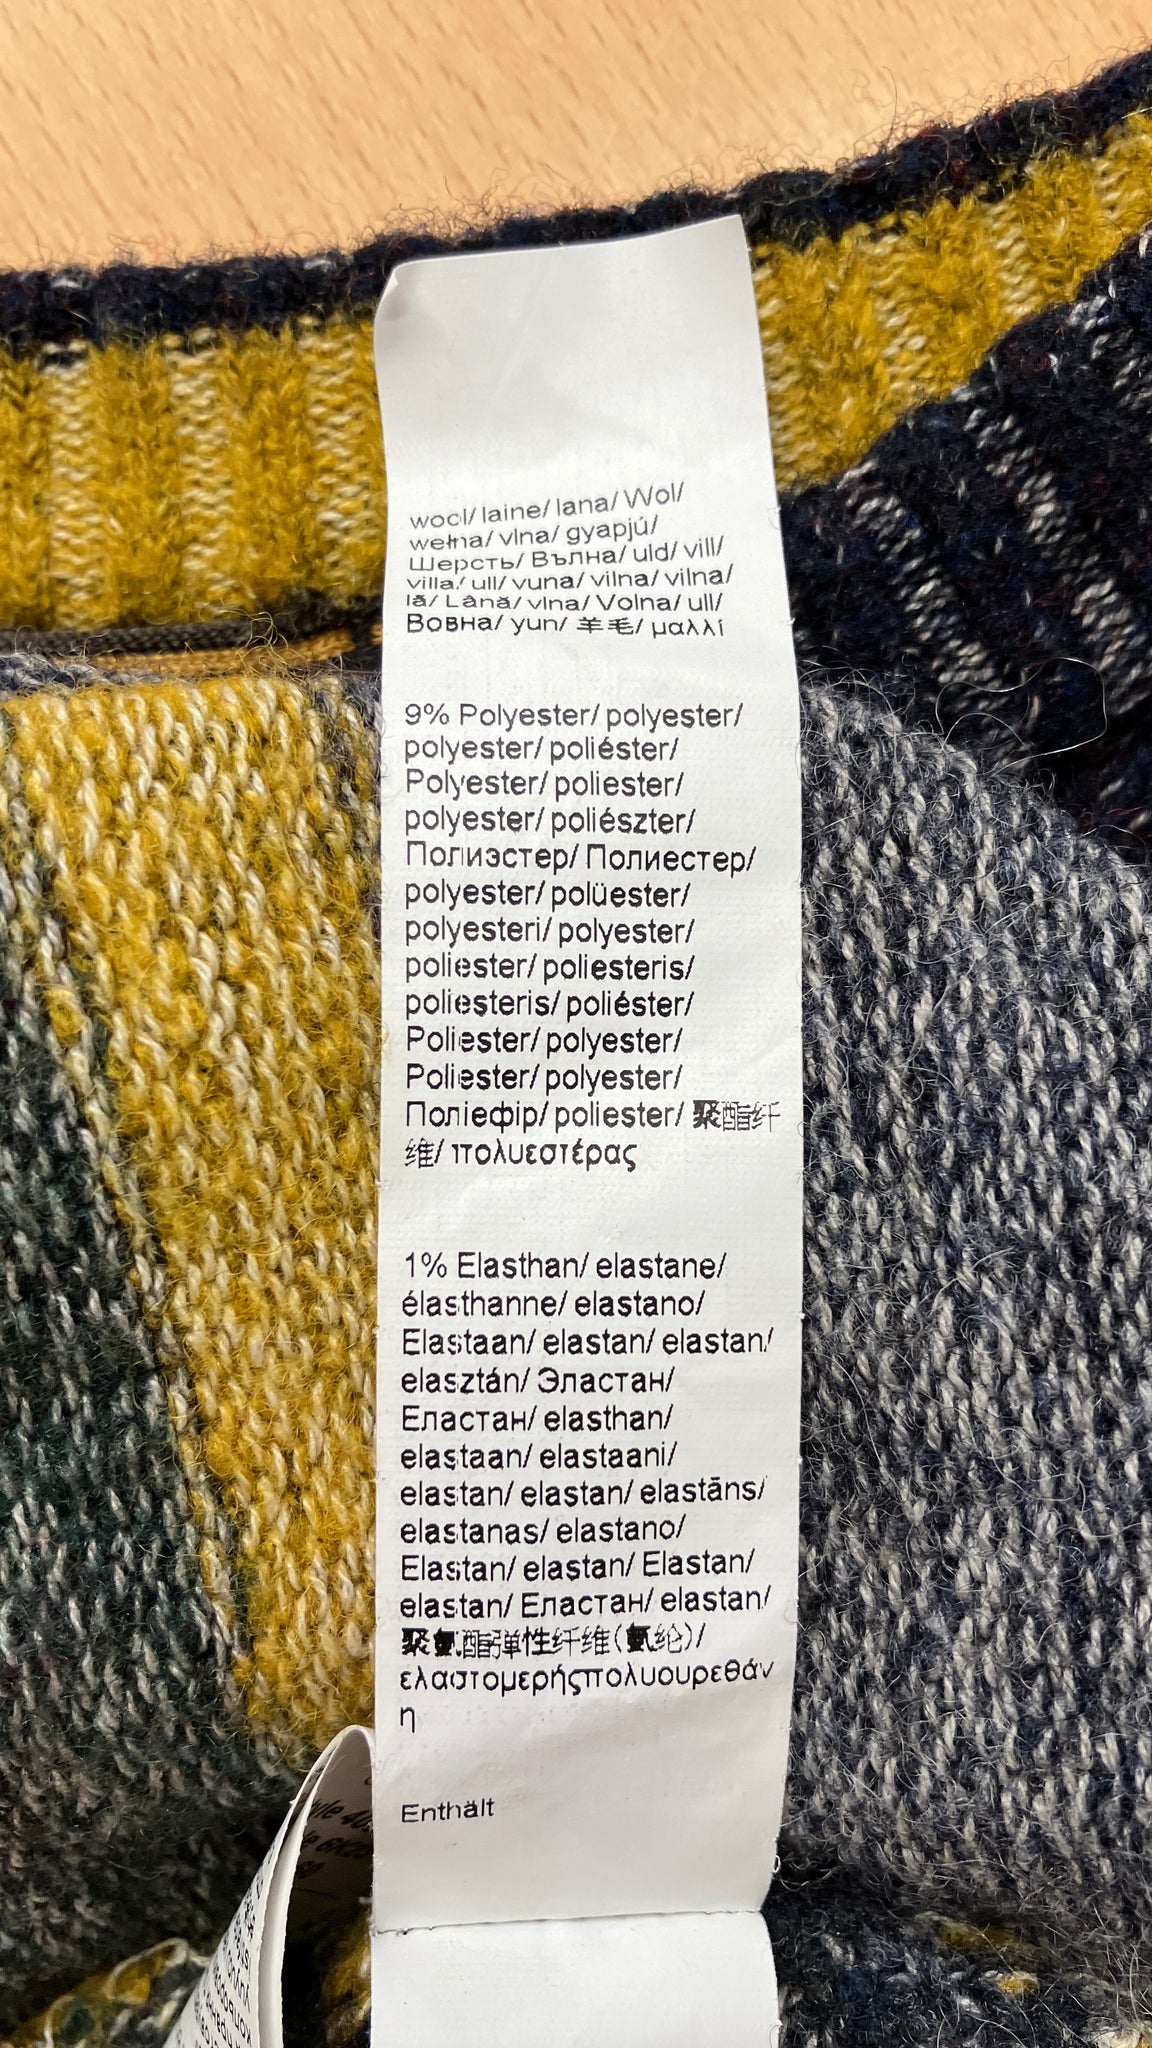 wool/ laine/ lana/ Wol/
wełna/ vlna/ gyapjú/
Шерсть/ Вълна/ uld/ vill/
villa/ ull/ vuna/ vilna/ vilna/
lã/ Lână/ vlna/ Volna/ ull/
Вовна/ yun/ 羊毛/ μαλλί
9% Polyester/ polyester/
polyester/ poliéster/
Polyester/ poliester/
polyester/ poliészter/
Полиэстер/ Полиестер/
polyester/ polüester/
polyesteri/ polyester/
poliester/ poliesteris/
poliesteris/ poliéster/
Poliester/ polyester/
Poliester/ polyester/
Поліефір/ poliester/ 聚酯纤
维/ πολυεστέρας
1% Elasthan/ elastane/
élasthanne/ elastano/
Elastaan/ elastan/ elastan/
elasztán/ Эластан/
Еластан/ elasthan/
elastaan/ elastaani/
elastan/ elastan/ elastāns/
elastanas/ elastano/
Elastan/ elastan/ Elastan/
elastan/ Еластан/ elastan/
聚氨酯弹性纤维(氨纶)/
ελαστομερήςπολυουρεθάν
η
Enthält